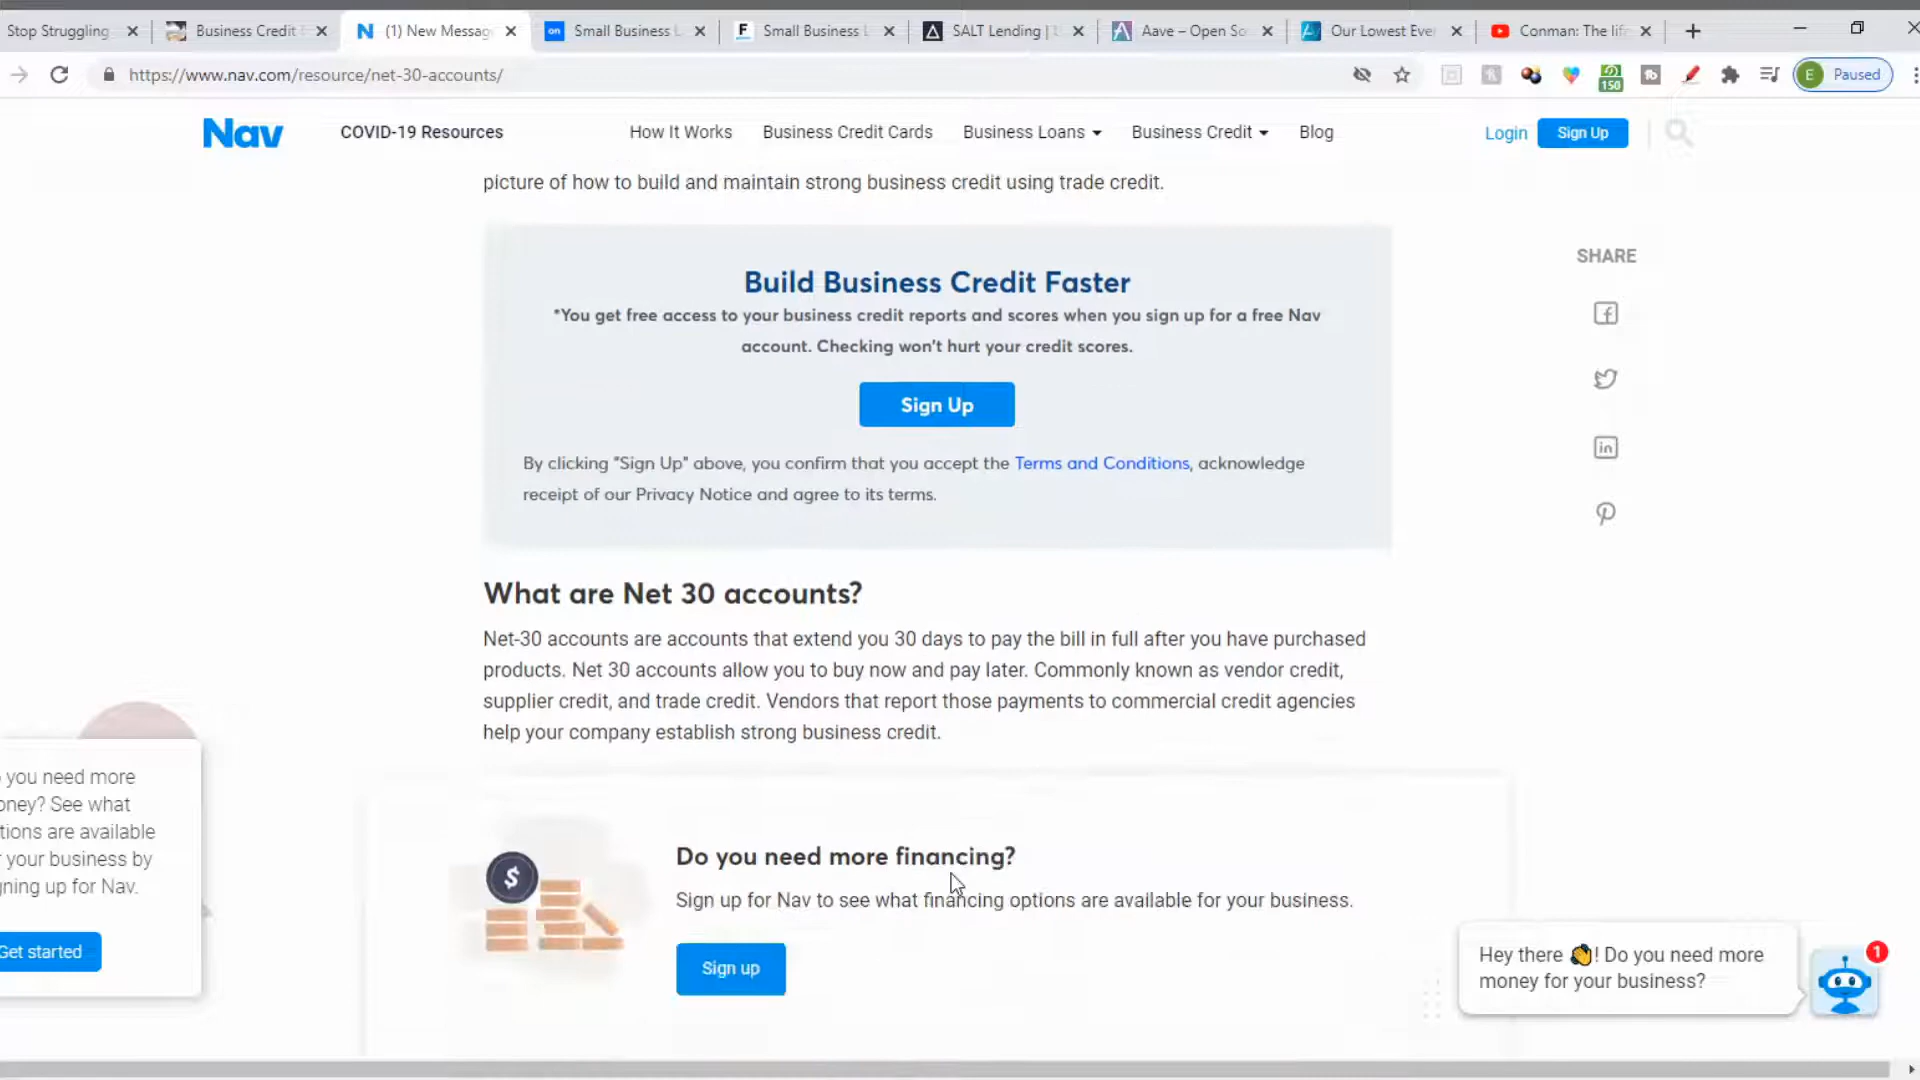 Stop Struggling
Business Credit
(1) New Messag
Small Business L
Small Business L
SALT Lending | L
Aave – Open So
Our Lowest Eve
Conman: The lif
https://www.nav.com/resource/net-30-accounts/
150
E Paused
Nav
COVID-19 Resources
How It Works
Business Credit Cards
Business Loans
Business Credit
Blog
Login
Sign Up
picture of how to build and maintain strong business credit using trade credit.
Build Business Credit Faster
*You get free access to your business credit reports and scores when you sign up for a free Nav
account. Checking won't hurt your credit scores.
Sign Up
By clicking "Sign Up" above, you confirm that you accept the Terms and Conditions, acknowledge
receipt of our Privacy Notice and agree to its terms.
SHARE
What are Net 30 accounts?
Net-30 accounts are accounts that extend you 30 days to pay the bill in full after you have purchased
products. Net 30 accounts allow you to buy now and pay later. Commonly known as vendor credit,
supplier credit, and trade credit. Vendors that report those payments to commercial credit agencies
help your company establish strong business credit.
you need more
oney? See what
tions are available
your business by
gning up for Nav.
Get started
Do you need more financing?
Sign up for Nav to see what financing options are available for your business.
Sign up
Hey there 👏! Do you need more
money for your business?
1